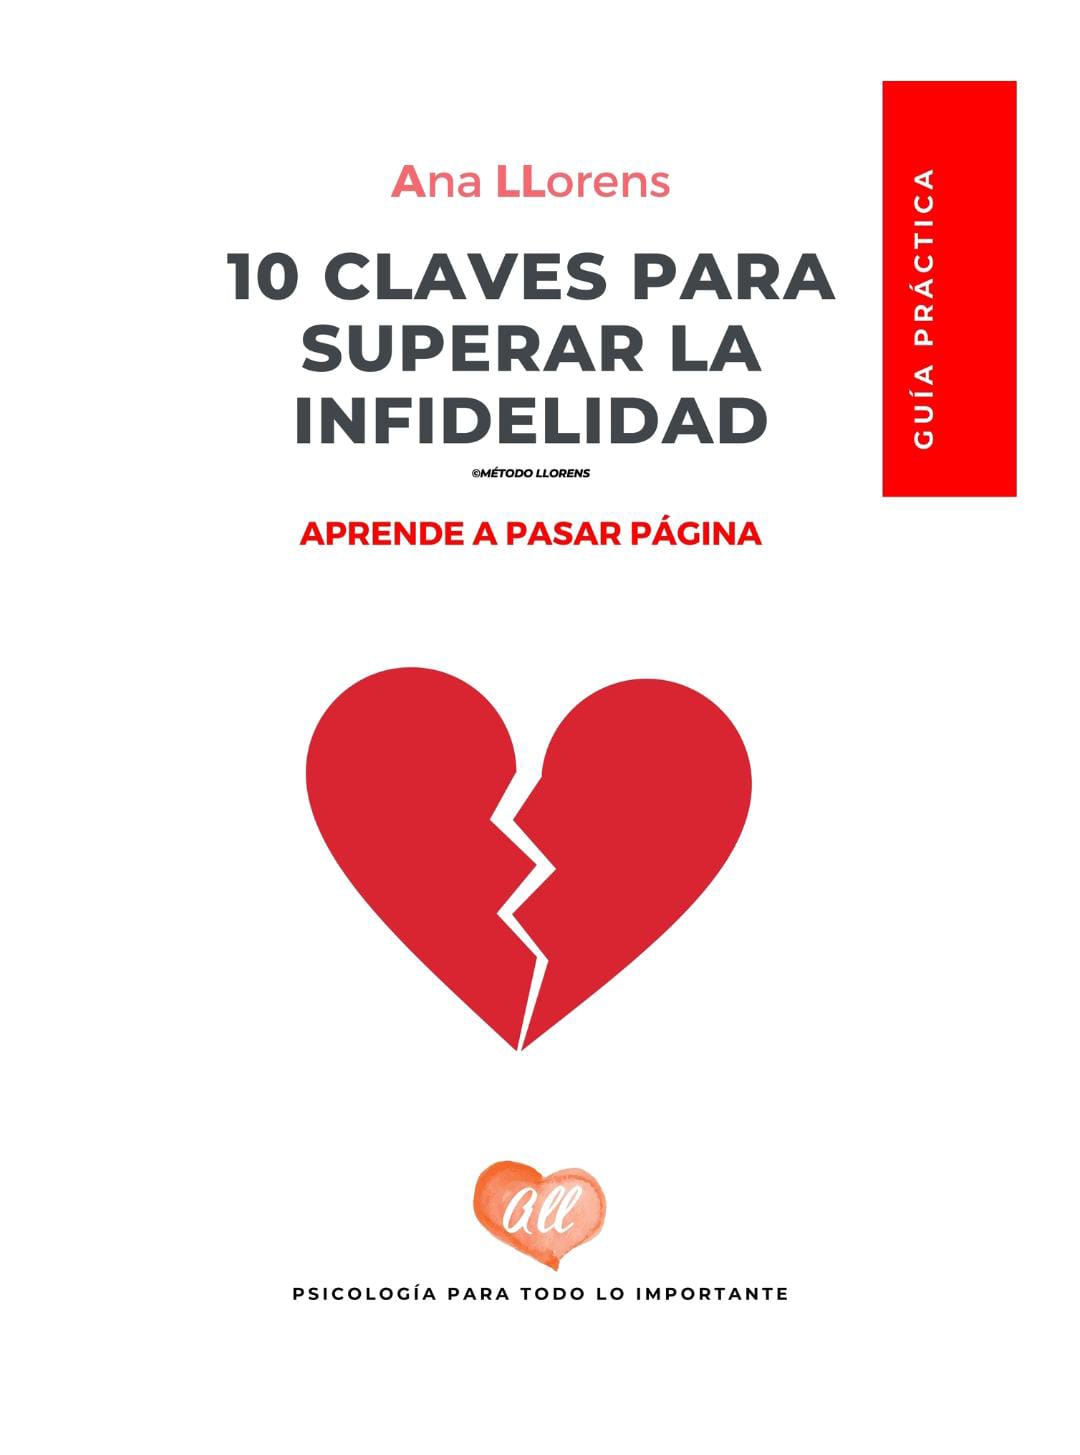 Ana LLorens
10 CLAVES PARA
SUPERAR LA
INFIDELIDAD
©MÉTODO LLORENS
APRENDE A PASAR PÁGINA
GUÍA PRÁCTICA
all
PSICOLOGÍA PARA TODO LO IMPORTANTE